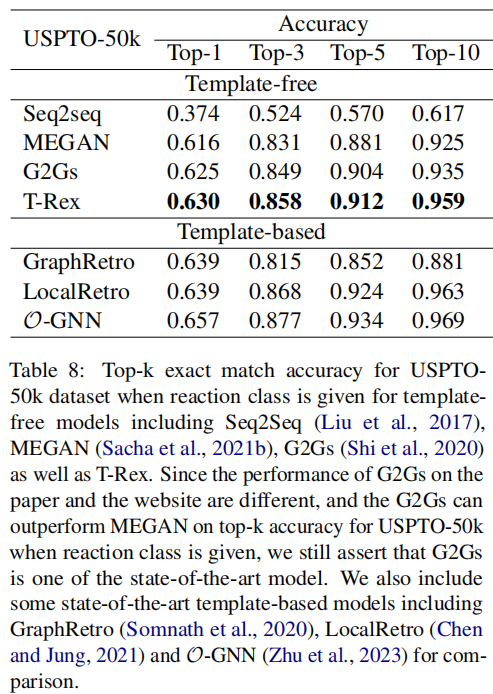 USPTO-50k Accuracy
Top-1 Top-3 Top-5 Top-10
Template-free
Seq2seq 0.374 0.524 0.570 0.617
MEGAN 0.616 0.831 0.881 0.925
G2Gs 0.625 0.849 0.904 0.935
T-Rex 0.630 0.858 0.912 0.959
Template-based
GraphRetro 0.639 0.815 0.852 0.881
LocalRetro 0.639 0.868 0.924 0.963
𝒪-GNN 0.657 0.877 0.934 0.969
Table 8: Top-k exact match accuracy for USPTO-
50k dataset when reaction class is given for template-
free models including Seq2Seq (Liu et al., 2017),
MEGAN (Sacha et al., 2021b), G2Gs (Shi et al., 2020)
as well as T-Rex. Since the performance of G2Gs on the
paper and the website are different, and the G2Gs can
outperform MEGAN on top-k accuracy for USPTO-50k
when reaction class is given, we still assert that G2Gs
is one of the state-of-the-art model. We also include
some state-of-the-art template-based models including
GraphRetro (Somnath et al., 2020), LocalRetro (Chen
and Jung, 2021) and 𝒪-GNN (Zhu et al., 2023) for com-
parison.